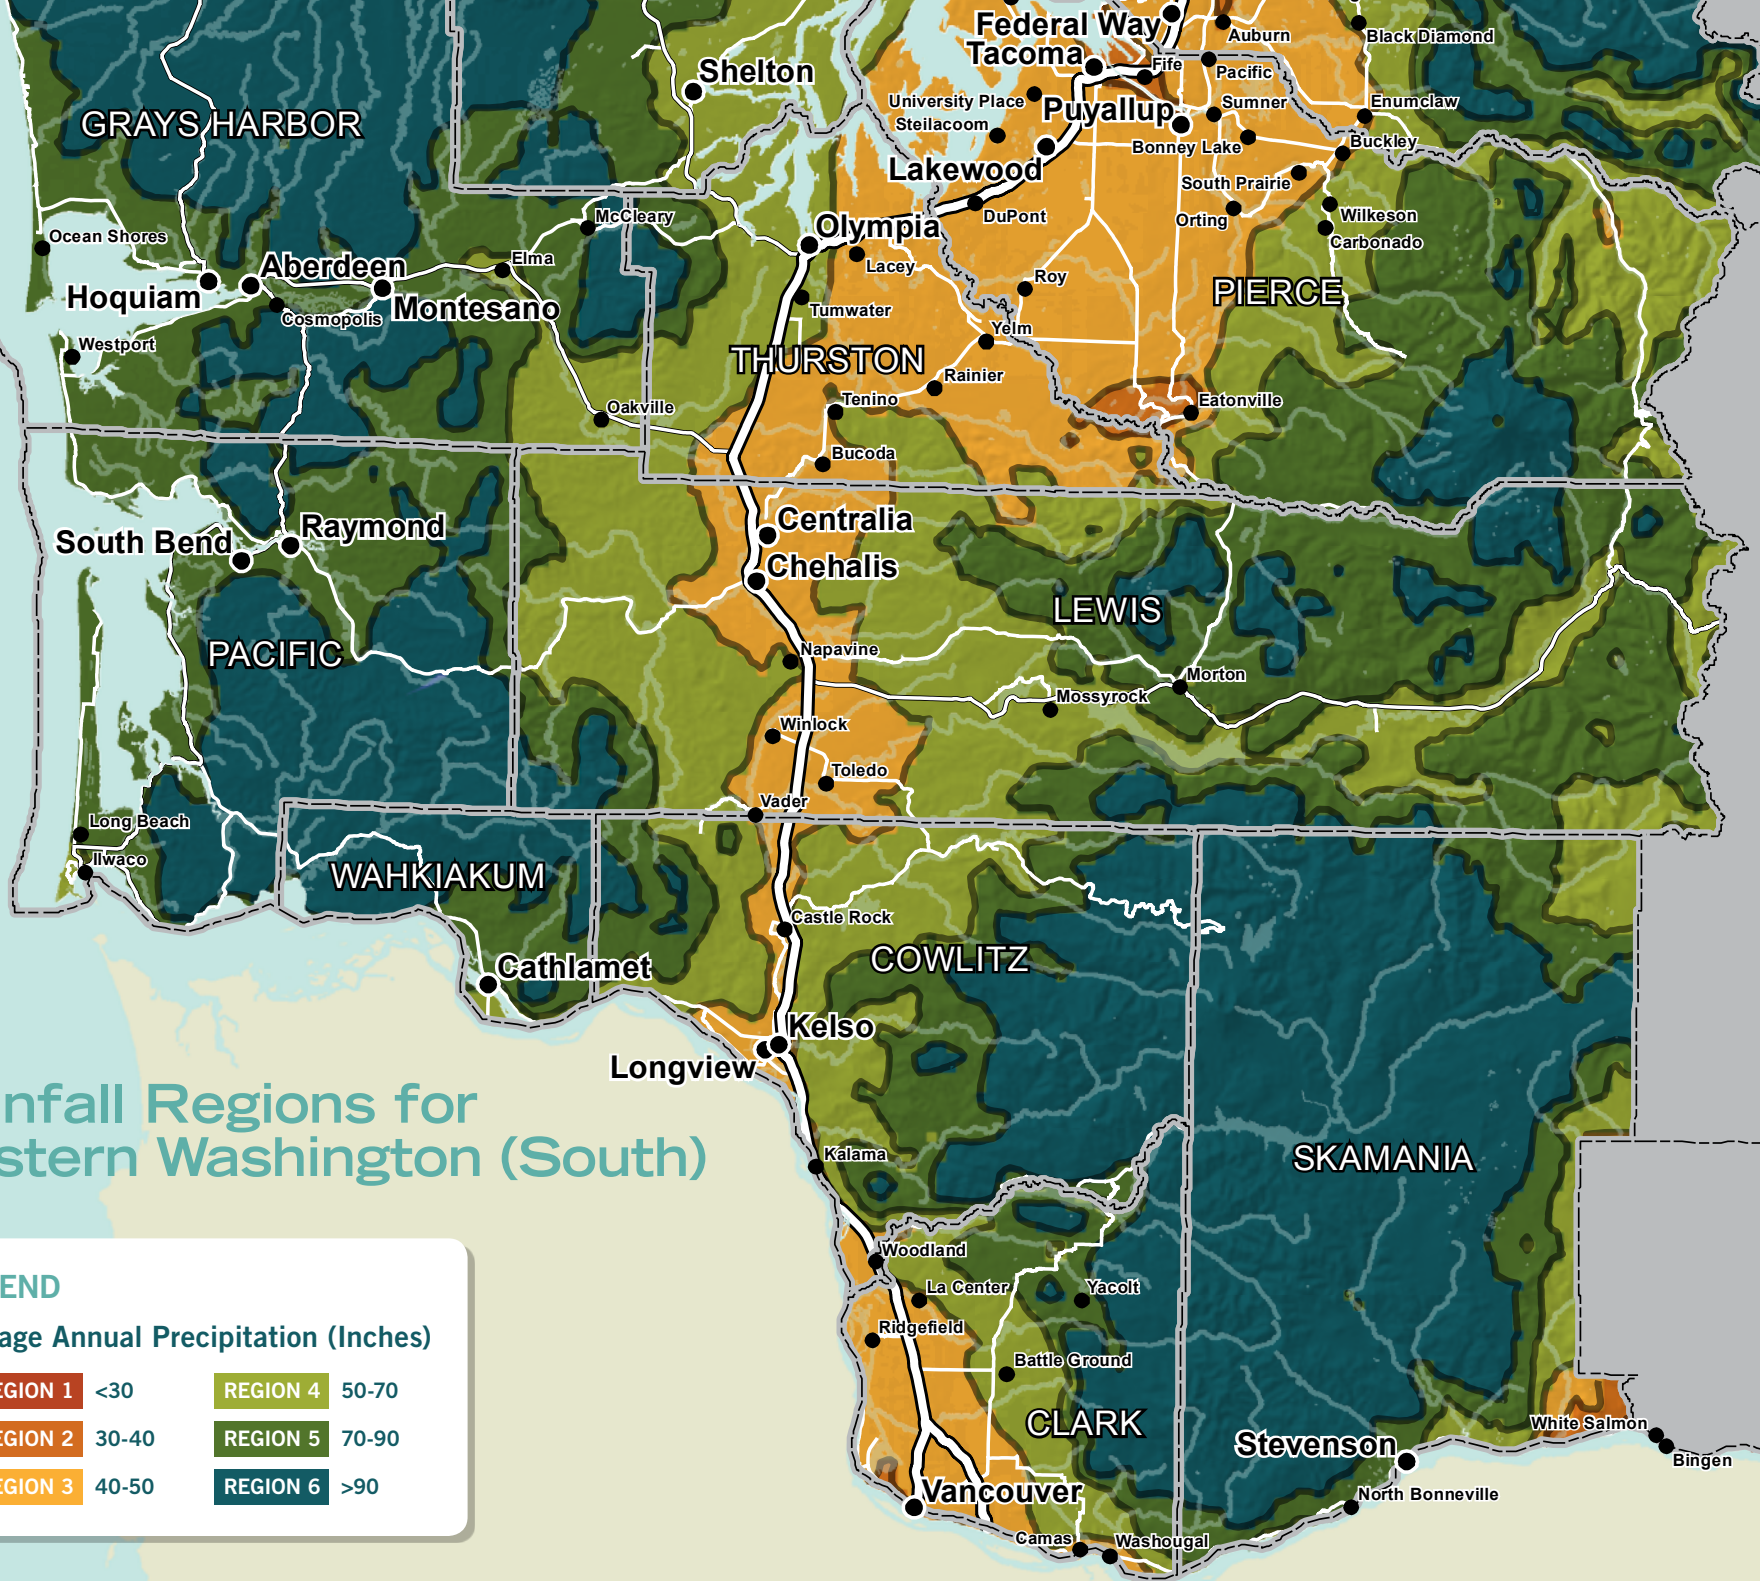 Federal Way
Auburn
Black Diamond
Tacoma
Fife
Pacific
Shelton
University Place
Puyallup
Sumner
Enumclaw
Steilacoom
GRAYS HARBOR
Bonney Lake
Buckley
Lakewood
South Prairie
McCleary
DuPont
Orting
Wilkeson
Ocean Shores
Olympia
Carbonado
Elma
Lacey
Aberdeen
Roy
PIERCE
Hoquiam
Montesano
Cosmopolis
Tumwater
Yelm
Westport
THURSTON
Rainier
Oakville
Tenino
Eatonville
Bucoda
Raymond
Centralia
South Bend
Chehalis
LEWIS
PACIFIC
Napavine
Morton
Mossyrock
Winlock
Toledo
Vader
Long Beach
Ilwaco
WAHKIAKUM
Castle Rock
COWLITZ
Cathlamet
Kelso
Longview
nfall Regions for
stern Washington (South)
Kalama
SKAMANIA
Woodland
La Center
Yacolt
Ridgefield
Battle Ground
CLARK
White Salmon
Stevenson
Bingen
Vancouver
North Bonneville
Camas
Washougal
END
age Annual Precipitation (Inches)
EGION 1 <30
REGION 4 50-70
EGION 2 30-40
REGION 5 70-90
EGION 3 40-50
REGION 6 >90